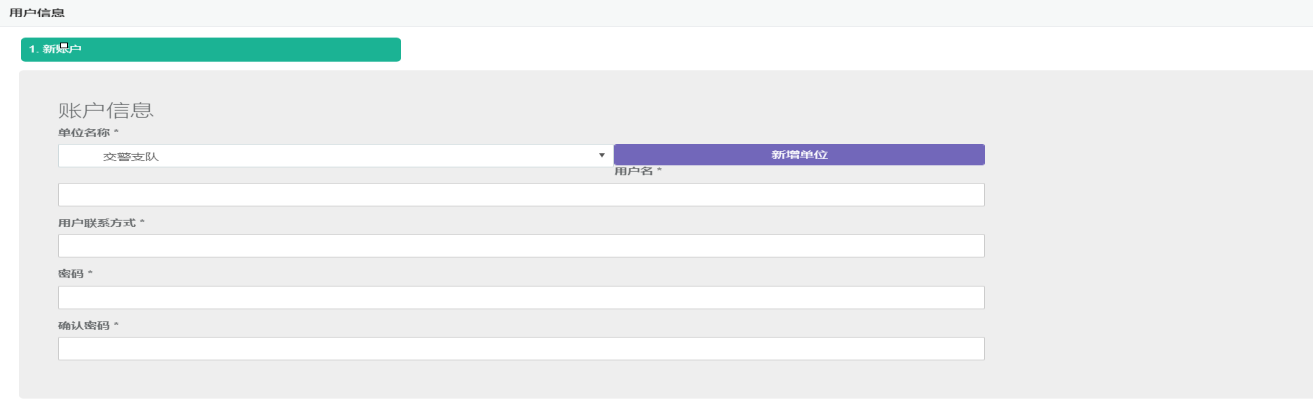 用户信息
1. 新账户
账户信息
单位名称 *
交警支队
新增单位
用户名 *
用户联系方式 *
密码 *
确认密码 *